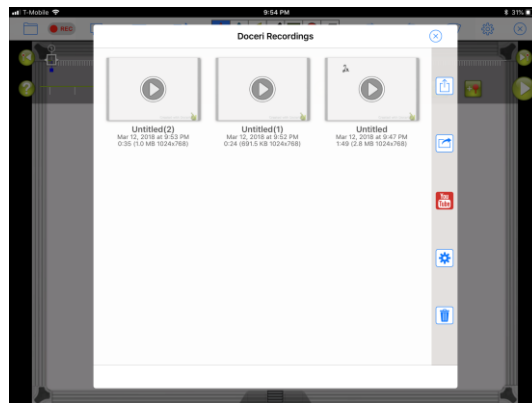 T-Mobile
9:54 PM
31%
REC
Doceri Recordings
Untitled(2)
Mar 12, 2018 at 9:53 PM
0:35 (1.0 MB 1024x768)
Untitled(1)
Mar 12, 2018 at 9:52 PM
0:24 (691.5 KB 1024x768)
Untitled
Mar 12, 2018 at 9:47 PM
1:49 (2.8 MB 1024x768)
You
Tube